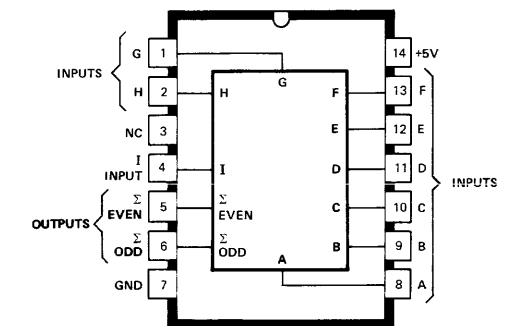 G 1 14 +5V
INPUTS
G
H 2 H F 13 F
NC 3 E 12 E
I
INPUT 4 I D 11 D
INPUTS
Σ
EVEN 5 Σ
EVEN C 10 C
OUTPUTS
Σ
ODD 6 Σ
ODD B 9 B
A
GND 7 8 A